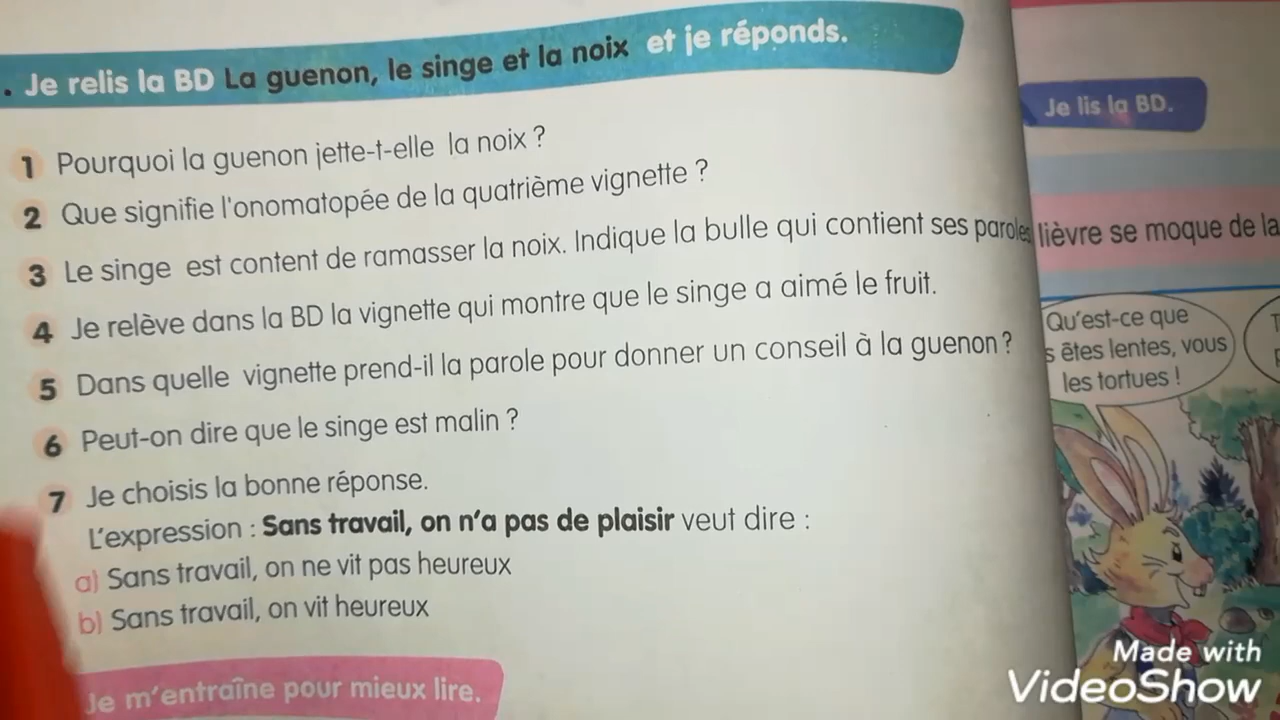 . Je relis la BD La guenon, le singe et la noix et je réponds.
1 Pourquoi la guenon jette-t-elle la noix ?
2 Que signifie l'onomatopée de la quatrième vignette ?
3 Le singe est content de ramasser la noix. Indique la bulle qui contient ses paroles
4 Je relève dans la BD la vignette qui montre que le singe a aimé le fruit.
5 Dans quelle vignette prend-il la parole pour donner un conseil à la guenon ?
6 Peut-on dire que le singe est malin ?
7 Je choisis la bonne réponse.
L'expression : Sans travail, on n'a pas de plaisir veut dire :
a) Sans travail, on ne vit pas heureux
b) Sans travail, on vit heureux
Je m'entraîne pour mieux lire.
Je lis la BD.
lièvre se moque de la
Qu'est-ce que
s êtes lentes, vous
les tortues !
Made with
VideoShow